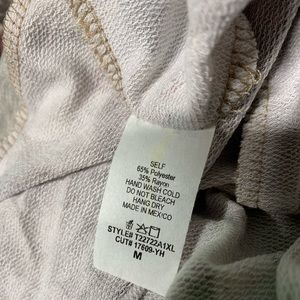 SELF
65% Polyester
35% Rayon
HAND WASH COLD
DO NOT BLEACH
HANG DRY
MADE IN MEXICO
STYLE# T22722A1XL
CUT# 17609-YH
M